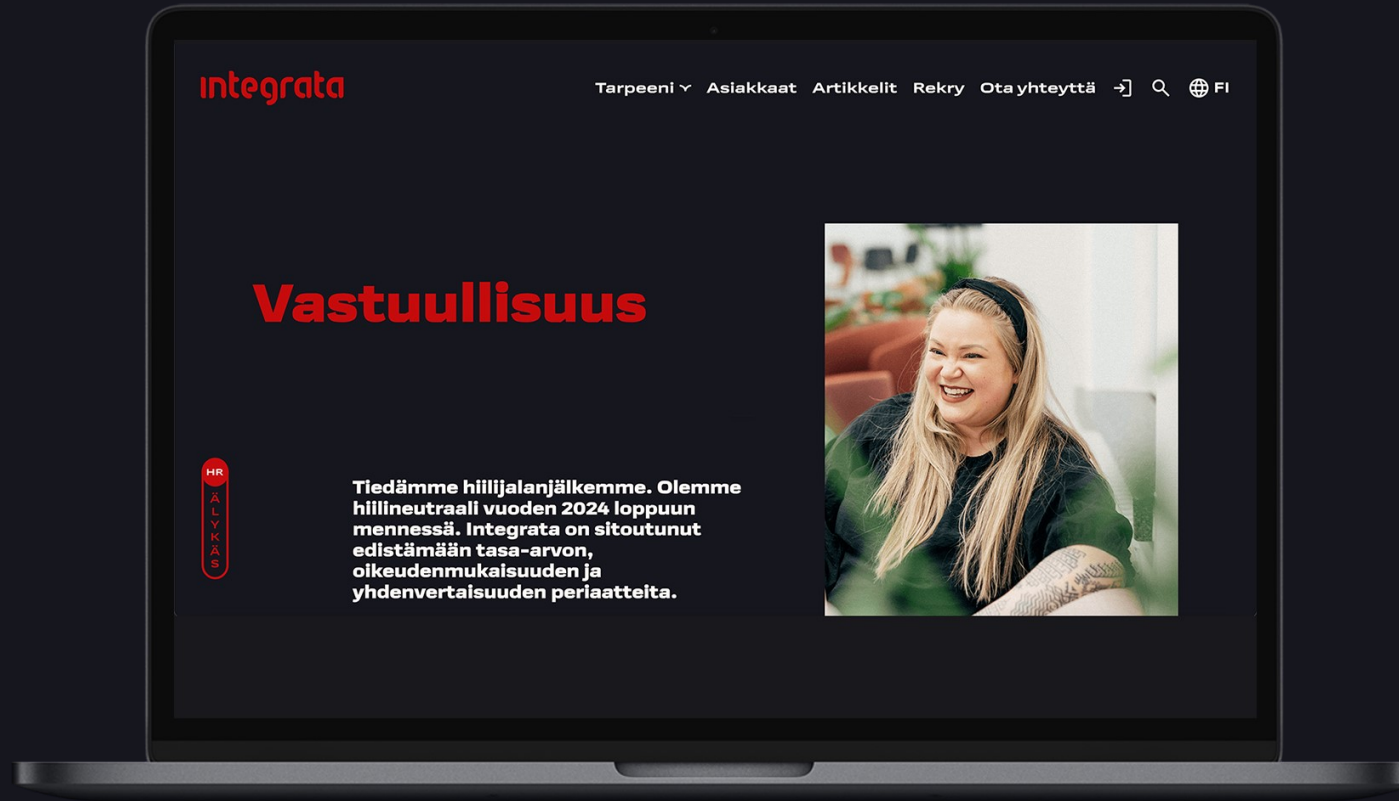 integrata
Tarpeeni Asiakkaat Artikkelit Rekry Ota yhteyttä FI
Vastuullisuus
HR
ÄLYKÄS
Tiedämme hiilijalanjälkemme. Olemme
hiilineutraali vuoden 2024 loppuun
mennessä. Integrata on sitoutunut
edistämään tasa-arvon,
oikeudenmukaisuuden ja
yhdenvertaisuuden periaatteita.